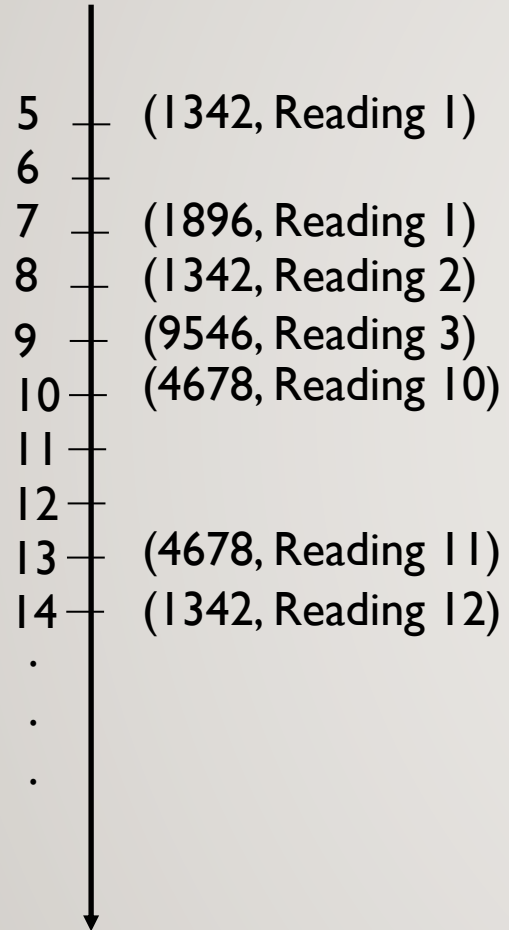 5 (1342, Reading 1)
6
7 (1896, Reading 1)
8 (1342, Reading 2)
9 (9546, Reading 3)
10 (4678, Reading 10)
11
12
13 (4678, Reading 11)
14 (1342, Reading 12)
.
.
.